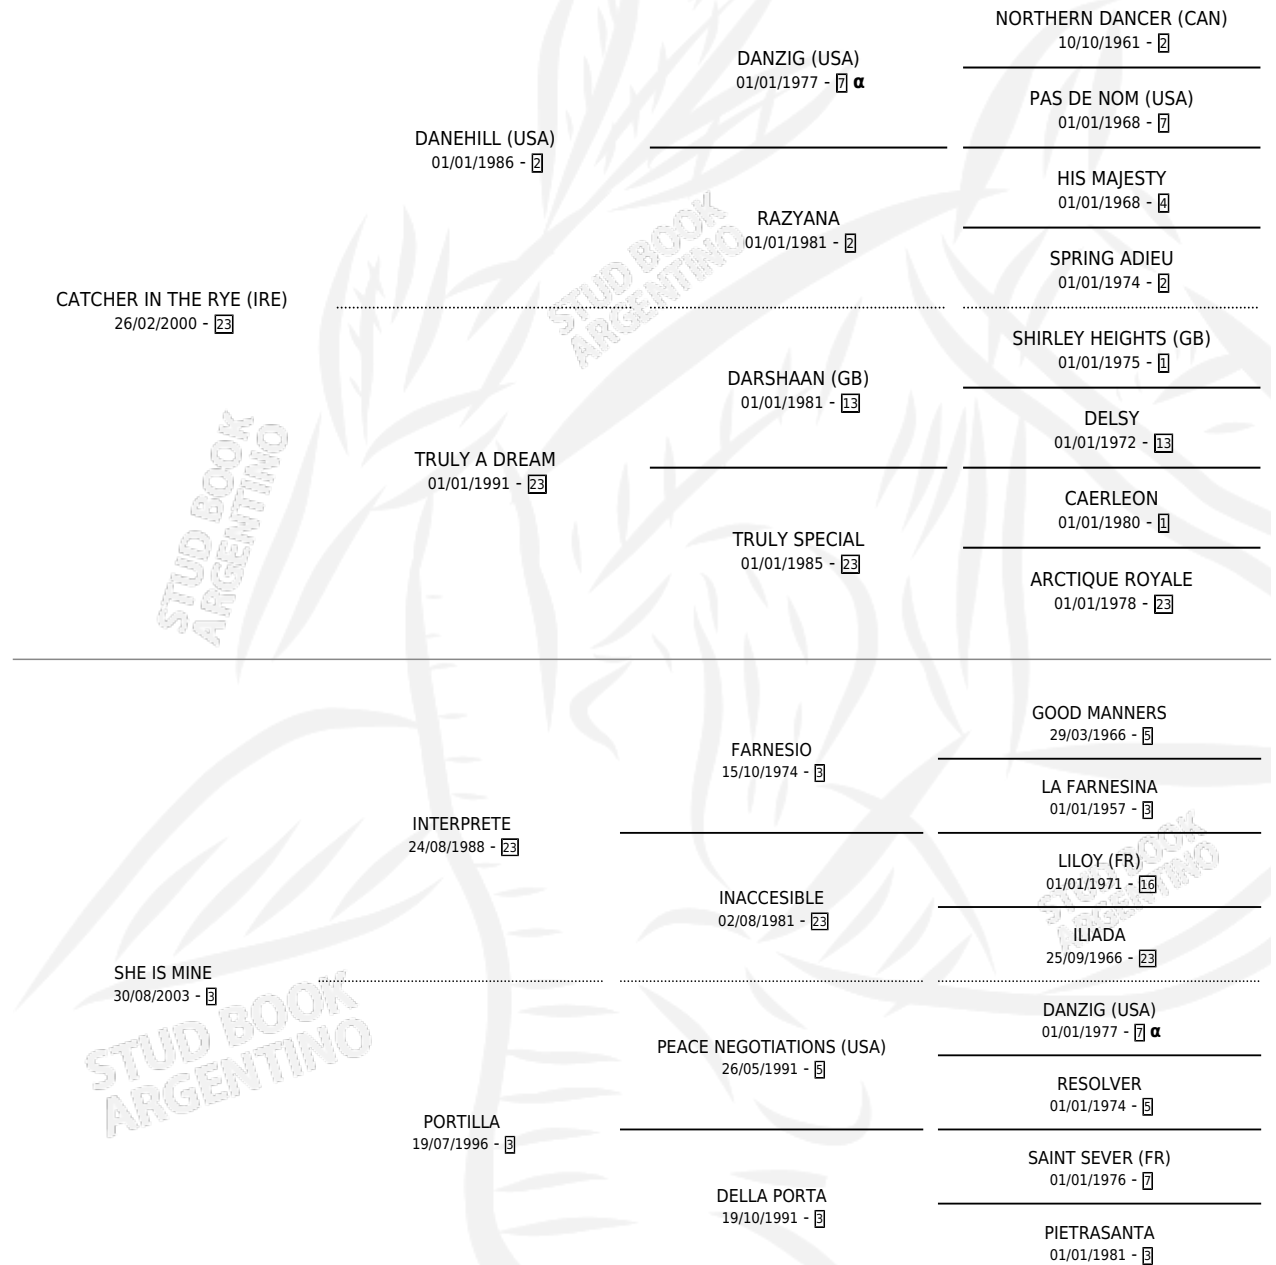 NORTHERN DANCER (CAN)
10/10/1961 - 2
DANZIG (USA)
01/01/1977 - 7 α
PAS DE NOM (USA)
01/01/1968 - 7
DANEHILL (USA)
01/01/1986 - 2
HIS MAJESTY
01/01/1968 - 4
RAZYANA
01/01/1981 - 2
SPRING ADIEU
01/01/1974 - 2
CATCHER IN THE RYE (IRE)
26/02/2000 - 23
SHIRLEY HEIGHTS (GB)
01/01/1975 - 1
DARSHAAN (GB)
01/01/1981 - 13
DELSY
01/01/1972 - 13
TRULY A DREAM
01/01/1991 - 23
CAERLEON
01/01/1980 - 1
TRULY SPECIAL
01/01/1985 - 23
ARCTIQUE ROYALE
01/01/1978 - 23
STUD BOOK
ARGENTINO
STUD BOOK
ARGENTINO
GOOD MANNERS
29/03/1966 - 5
FARNESIO
15/10/1974 - 3
LA FARNESINA
01/01/1957 - 3
INTERPRETE
24/08/1988 - 23
LILOY (FR)
01/01/1971 - 16
INACCESIBLE
02/08/1981 - 23
ILIADA
25/09/1966 - 23
SHE IS MINE
30/08/2003 - 3
DANZIG (USA)
01/01/1977 - 7 α
PEACE NEGOTIATIONS (USA)
26/05/1991 - 5
RESOLVER
01/01/1974 - 5
PORTILLA
19/07/1996 - 3
SAINT SEVER (FR)
01/01/1976 - 7
DELLA PORTA
19/10/1991 - 3
PIETRASANTA
01/01/1981 - 3
STUD BOOK
ARGENTINO
STUD BOOK
ARGENTINO